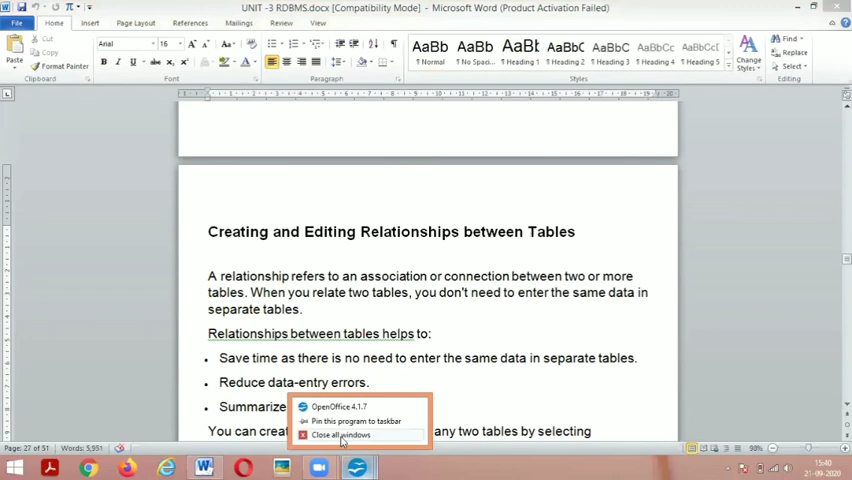 UNIT -3 RDBMS.docx [Compatibility Mode] - Microsoft Word (Product Activation Failed)
File Home Insert Page Layout References Mailings Review View
Cut
Copy
Format Painter
Paste
Clipboard
Arial 16
Font
Paragraph
AaBb AaBb AaBb AaBbC AaBbC AaBbC AaBbCc
¶ Normal ¶ No Spaci... ¶ Heading 1 ¶ Heading 2 ¶ Heading 3 ¶ Heading 4 ¶ Heading 5
Styles
Change
Styles
Find
Replace
Select
Editing
Creating and Editing Relationships between Tables
A relationship refers to an association or connection between two or more
tables. When you relate two tables, you don't need to enter the same data in
separate tables.
Relationships between tables helps to:
• Save time as there is no need to enter the same data in separate tables.
• Reduce data-entry errors.
• Summarize
You can creat
any two tables by selecting
OpenOffice 4.1.7
Pin this program to taskbar
Close all windows
Page: 27 of 51 Words: 5,951
98%
15:40
21-09-2020